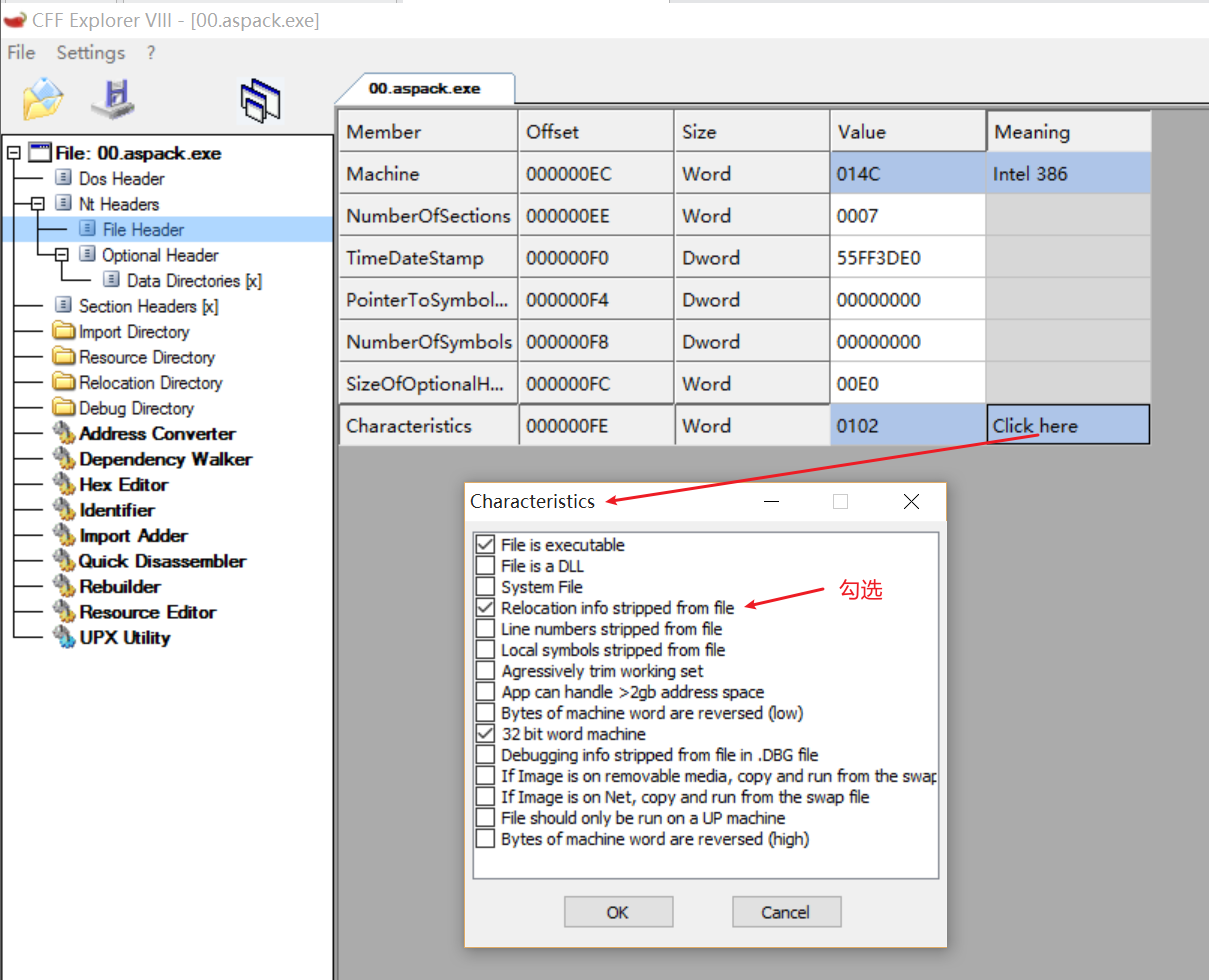 CFF Explorer VIII - [00.aspack.exe]
File Settings ?
00.aspack.exe
File: 00.aspack.exe
Dos Header
Nt Headers
File Header
Optional Header
Data Directories [x]
Section Headers [x]
Import Directory
Resource Directory
Relocation Directory
Debug Directory
Address Converter
Dependency Walker
Hex Editor
Identifier
Import Adder
Quick Disassembler
Rebuilder
Resource Editor
UPX Utility
Member Offset Size Value Meaning
Machine 000000EC Word 014C Intel 386
NumberOfSections 000000EE Word 0007
TimeDateStamp 000000F0 Dword 55FF3DE0
PointerToSymbol... 000000F4 Dword 00000000
NumberOfSymbols 000000F8 Dword 00000000
SizeOfOptionalH... 000000FC Word 00E0
Characteristics 000000FE Word 0102 Click here
Characteristics
File is executable
File is a DLL
System File
Relocation info stripped from file
勾选
Line numbers stripped from file
Local symbols stripped from file
Agressively trim working set
App can handle >2gb address space
Bytes of machine word are reversed (low)
32 bit word machine
Debugging info stripped from file in .DBG file
If Image is on removable media, copy and run from the swap
If Image is on Net, copy and run from the swap file
File should only be run on a UP machine
Bytes of machine word are reversed (high)
OK Cancel